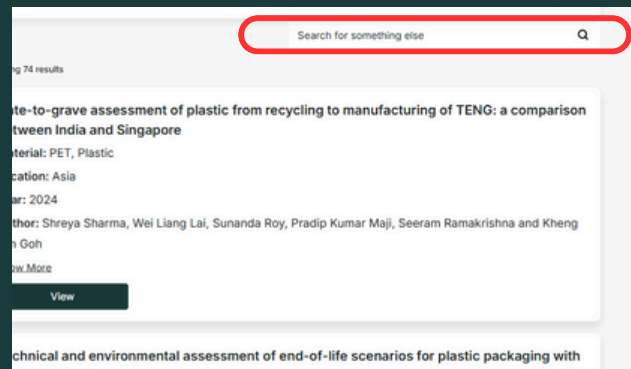 Search for something else
ng 74 results
te-to-grave assessment of plastic from recycling to manufacturing of TENG: a comparison
tween India and Singapore
terial: PET, Plastic
cation: Asia
ar: 2024
thor: Shreya Sharma, Wei Liang Lai, Sunanda Roy, Pradip Kumar Maji, Seeram Ramakrishna and Kheng
Goh
ow More
View
chnical and environmental assessment of end-of-life scenarios for plastic packaging with